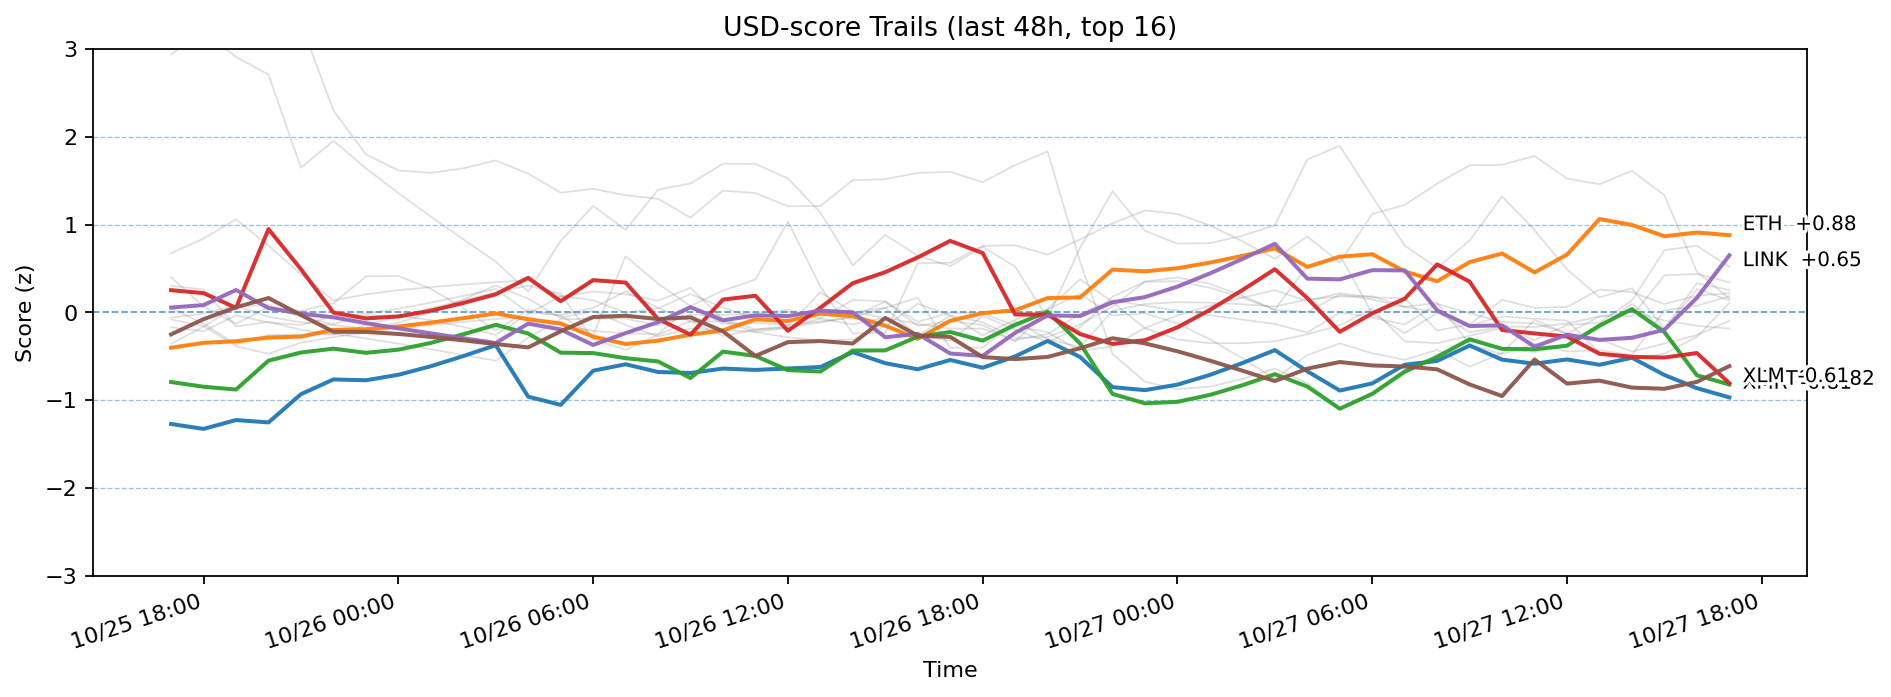 USD-score Trails (last 48h, top 16)
Score (z)
3
2
1
0
−1
−2
−3
ETH +0.88
LINK +0.65
XLM -0.61
10/25 18:00
10/26 00:00
10/26 06:00
10/26 12:00
10/26 18:00
10/27 00:00
10/27 06:00
10/27 12:00
10/27 18:00
Time